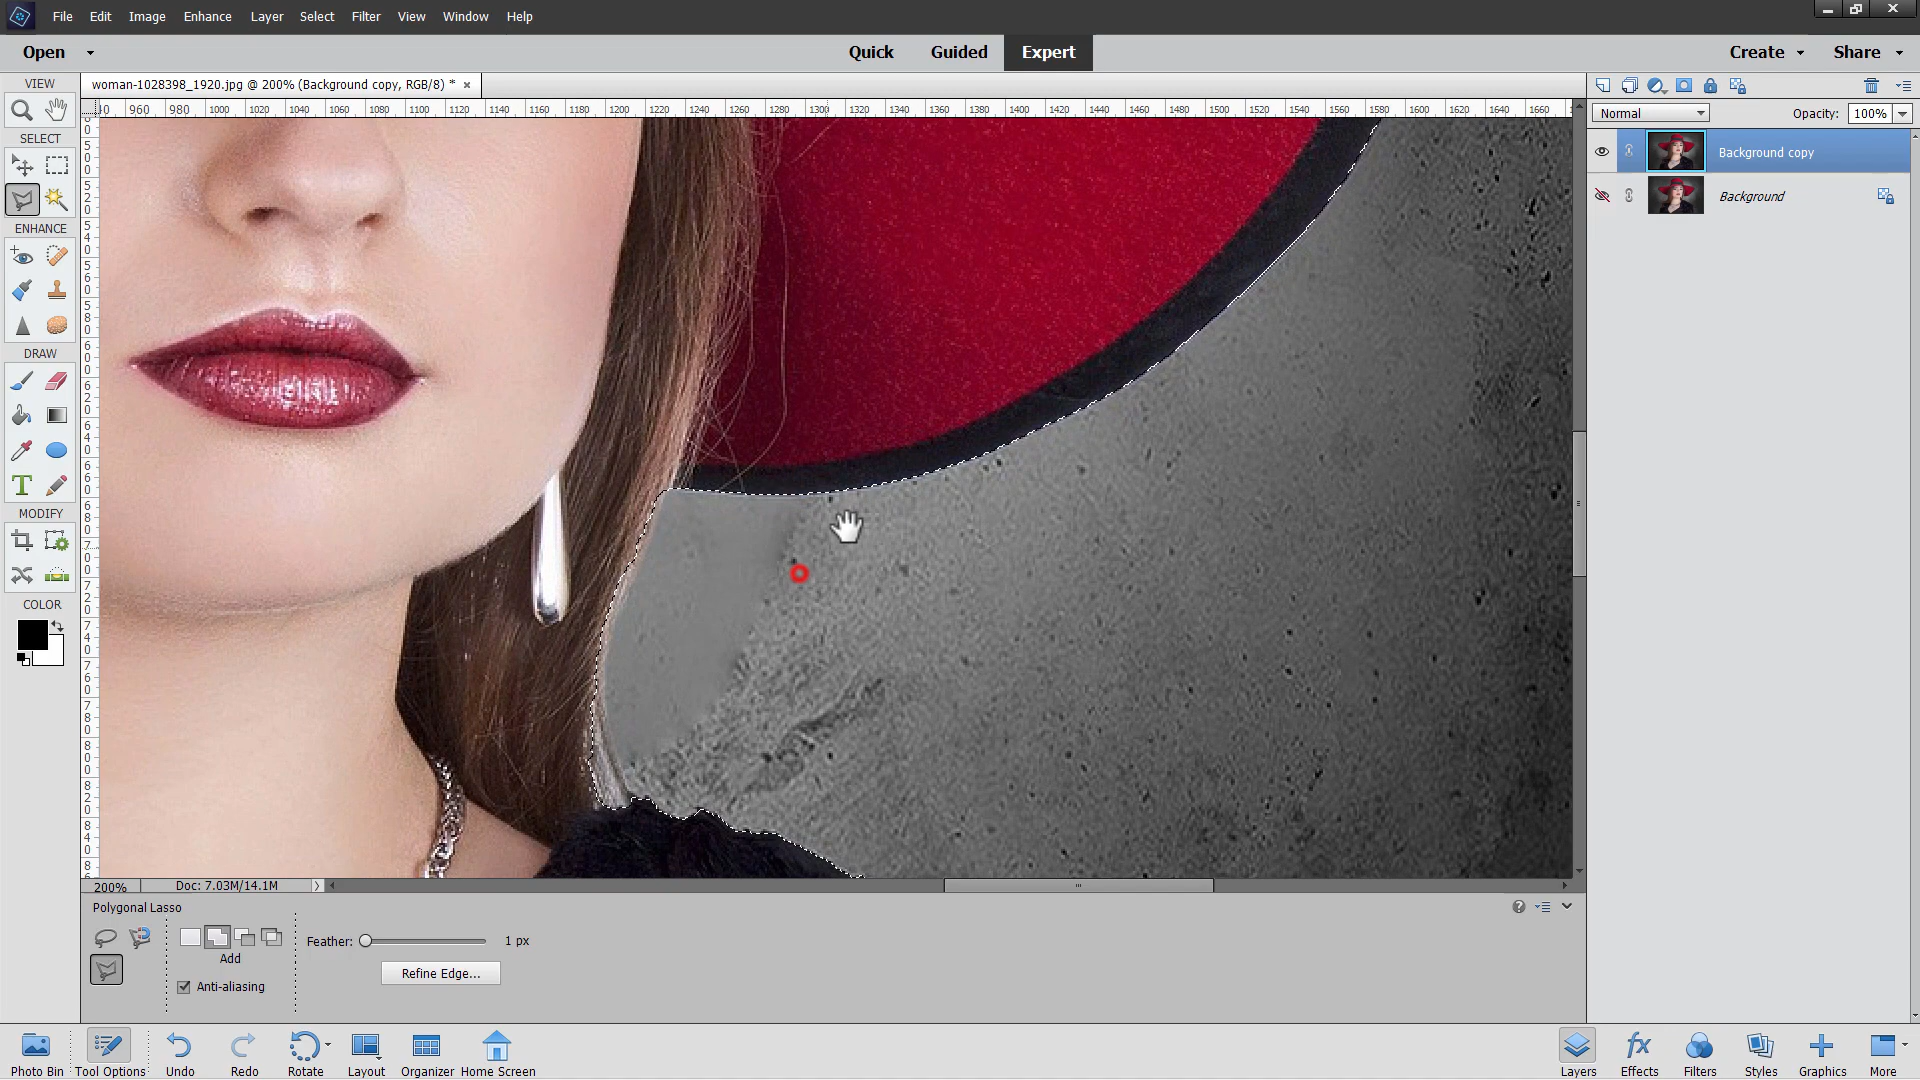 File Edit Image Enhance Layer Select Filter View Window Help
Open Quick Guided Expert Create Share
VIEW woman-1028398_1920.jpg @ 200% (Background copy, RGB/8) * ×
960 980 1000 1020 1040 1060 1080 1100 1120 1140 1160 1180 1200 1220 1240 1260 1280 1300 1320 1340 1360 1380 1400 1420 1440 1460 1480 1500 1520 1540 1560 1580 1600 1620 1640 1660
Normal Opacity: 100%
SELECT
Background copy
Background
ENHANCE
DRAW
T
MODIFY
COLOR
200% Doc: 7.03M/14.1M
Polygonal Lasso
Feather: 1 px
Add
Refine Edge...
Anti-aliasing
Photo Bin Tool Options Undo Redo Rotate Layout Organizer Home Screen Layers fx Effects Filters Styles Graphics More